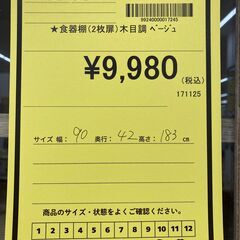 99240000017245
★食器棚(2枚扉)木目調 ベージュ
¥9,980
(税込)
171125
サイズ 幅: 90 奥行: 42 高さ: 183 cm
商品のサイズ・状態をよくご確認ください。
1 2 3 4 5 6 7 8 9 10 11 12